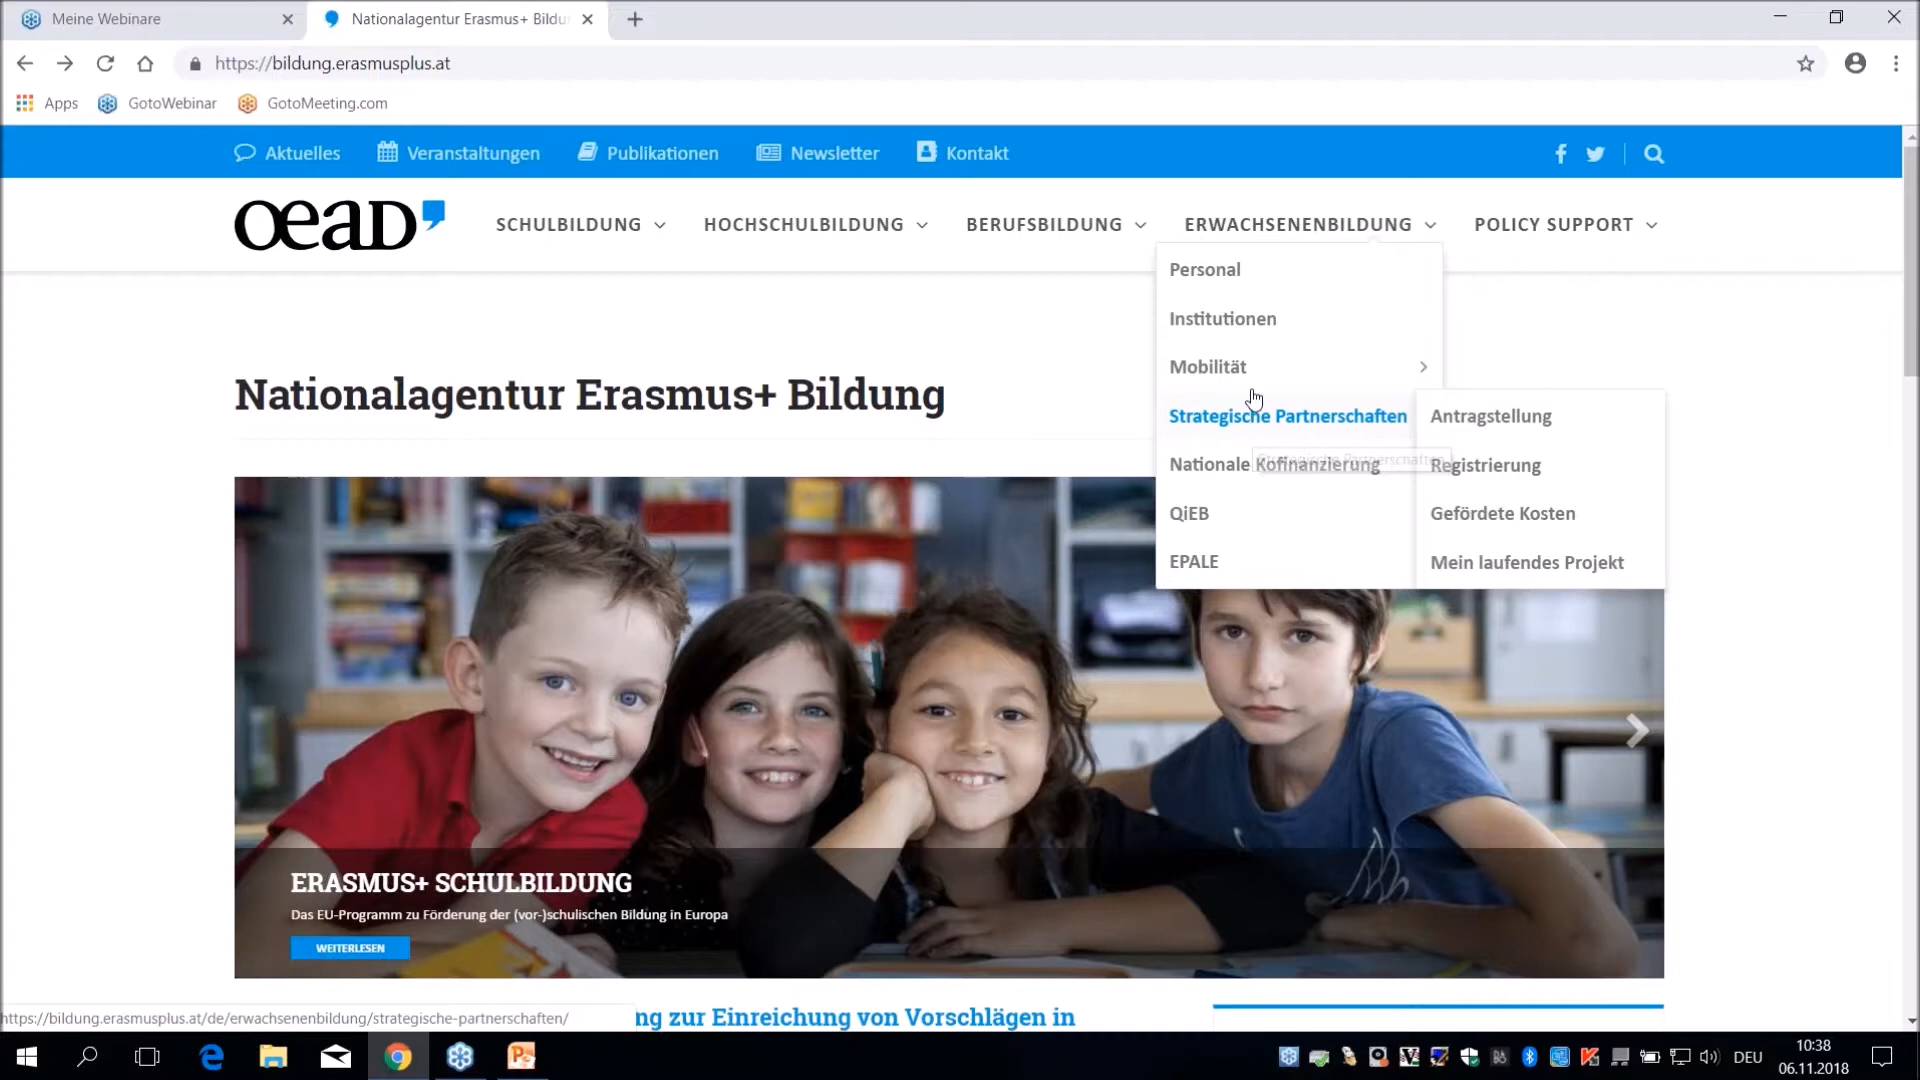 Meine Webinare
Nationalagentur Erasmus+ Bildu
https://bildung.erasmusplus.at
Apps
GotoWebinar
GotoMeeting.com
Aktuelles
Veranstaltungen
Publikationen
Newsletter
Kontakt
OeAD
SCHULBILDUNG
HOCHSCHULBILDUNG
BERUFSBILDUNG
ERWACHSENENBILDUNG
POLICY SUPPORT
Personal
Institutionen
Mobilität
Strategische Partnerschaften
Nationale Kofinanzierung
QiEB
EPALE
Antragstellung
Registrierung
Gefördete Kosten
Mein laufendes Projekt
Strategische Partnerschaften
Nationalagentur Erasmus+ Bildung
ERASMUS+ SCHULBILDUNG
Das EU-Programm zu Förderung der (vor-)schulischen Bildung in Europa
WEITERLESEN
ng zur Einreichung von Vorschlägen in
https://bildung.erasmusplus.at/de/erwachsenenbildung/strategische-partnerschaften/
DEU
10:38
06.11.2018